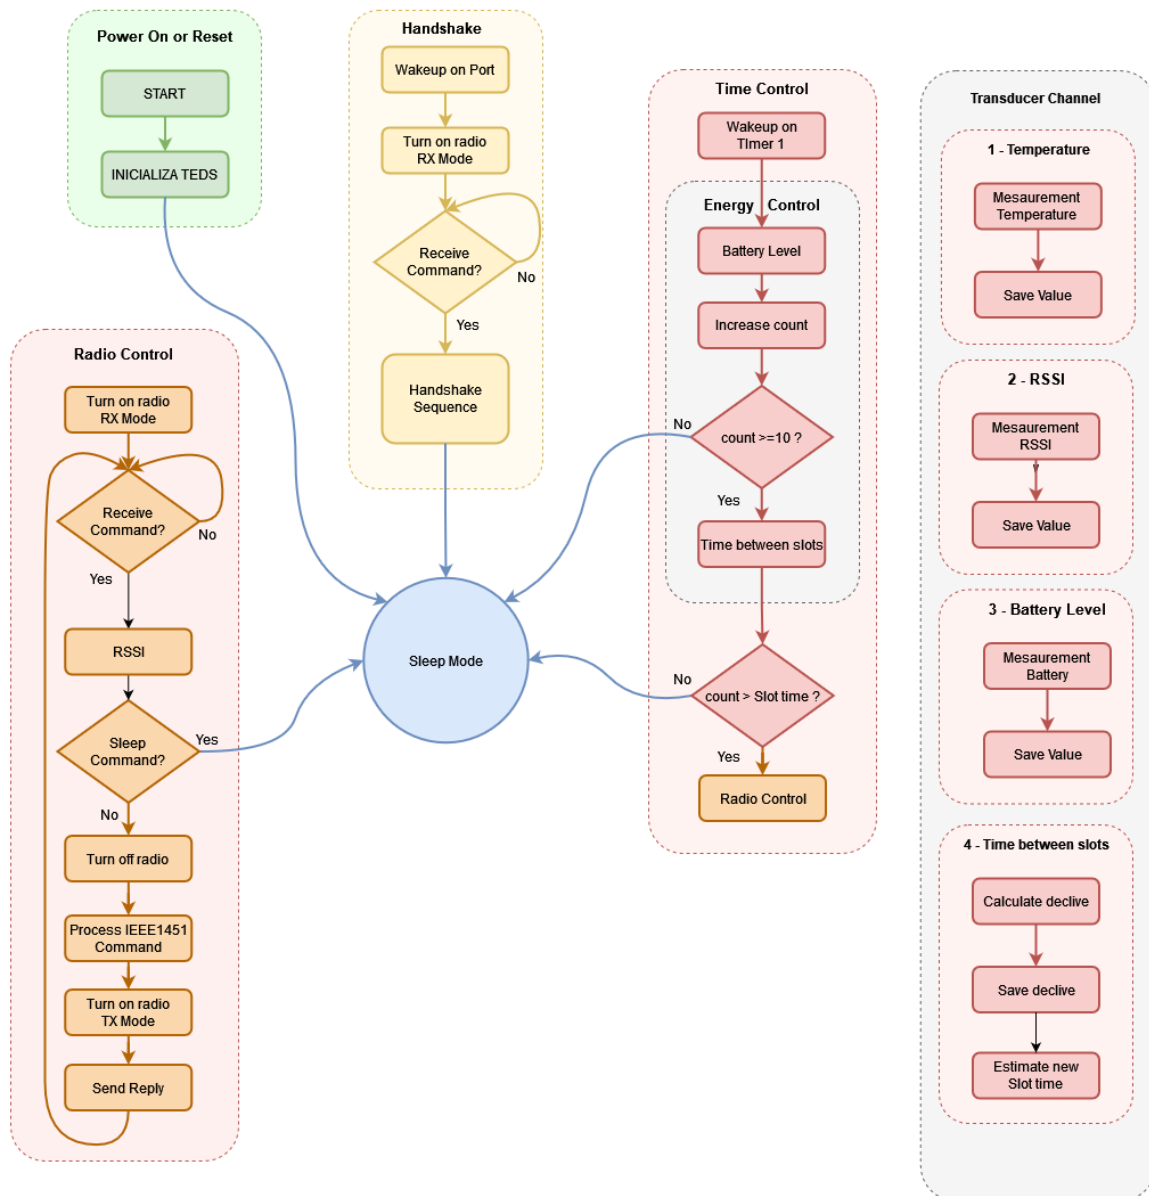 Power On or Reset
START
INICIALIZA TEDS
Handshake
Wakeup on Port
Turn on radio
RX Mode
Receive
Command?
No
Yes
Handshake
Sequence
Time Control
Wakeup on
TImer 1
Energy Control
Battery Level
Increase count
count >=10 ?
No
Yes
Time between slots
count > Slot time ?
No
Yes
Radio Control
Transducer Channel
1 - Temperature
Mesaurement
Temperature
Save Value
2 - RSSI
Mesaurement
RSSI
Save Value
3 - Battery Level
Mesaurement
Battery
Save Value
4 - Time between slots
Calculate declive
Save declive
Estimate new
Slot time
Radio Control
Turn on radio
RX Mode
Receive
Command?
No
Yes
RSSI
Sleep
Command?
Yes
No
Turn off radio
Process IEEE1451
Command
Turn on radio
TX Mode
Send Reply
Sleep Mode